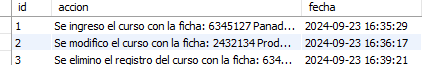 id accion fecha
1 Se ingreso el curso con la ficha: 6345127 Panad... 2024-09-23 16:35:29
2 Se modifico el curso con la ficha: 2432134 Prod... 2024-09-23 16:36:17
3 Se elimino el registro del curso con la ficha: 634... 2024-09-23 16:39:21